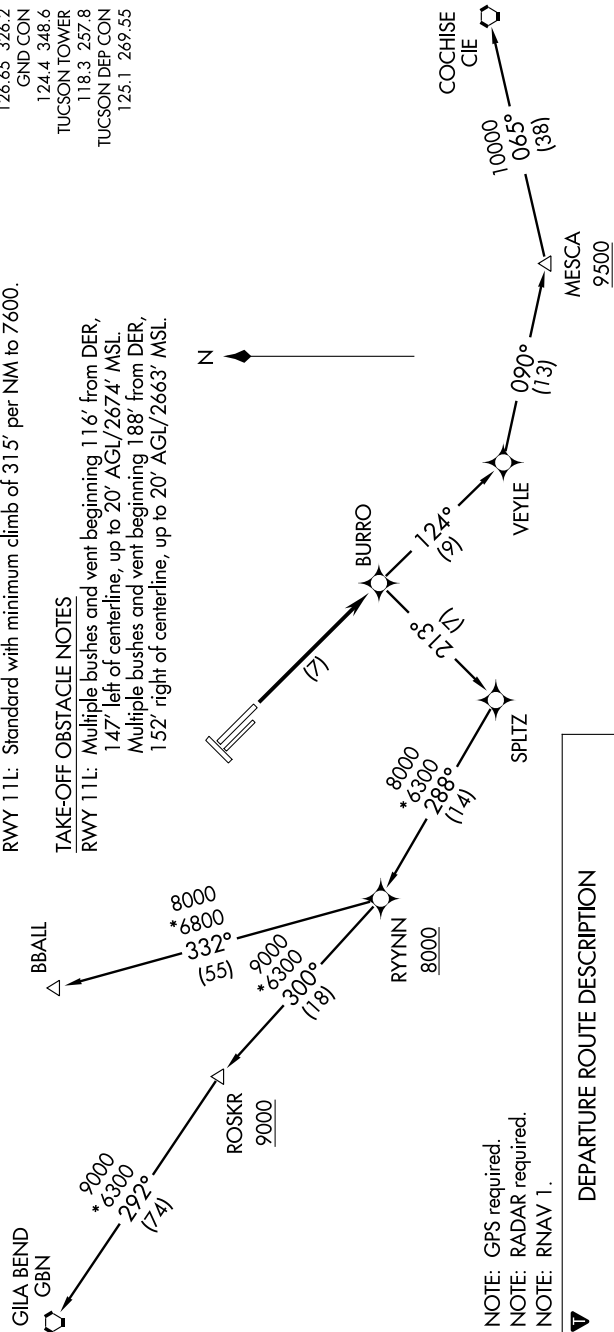 126.65 326.2
GND CON
124.4 348.6
TUCSON TOWER
118.3 257.8
TUCSON DEP CON
125.1 269.55
RWY 11L: Standard with minimum climb of 315' per NM to 7600.
TAKE-OFF OBSTACLE NOTES
RWY 11L: Multiple bushes and vent beginning 116' from DER,
147' left of centerline, up to 20' AGL/2674' MSL.
Multiple bushes and vent beginning 188' from DER,
152' right of centerline, up to 20' AGL/2663' MSL.
N
COCHISE
CIE
10000
065°
(38)
MESCA
9500
090°
(13)
VEYLE
124°
(9)
BURRO
(7)
213°
(7)
SPLTZ
8000
*6300
288°
(14)
RYYNN
8000
BBALL
8000
*6800
332°
(55)
9000
*6300
300°
(18)
ROSKR
9000
9000
*6300
292°
(74)
GILA BEND
GBN
NOTE: GPS required.
NOTE: RADAR required.
NOTE: RNAV 1.
T
DEPARTURE ROUTE DESCRIPTION